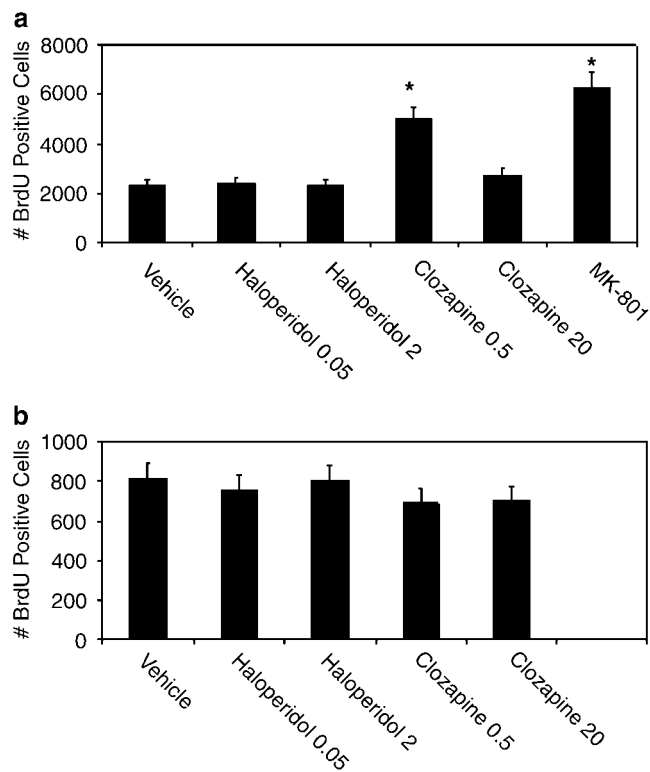 a
# BrdU Positive Cells
8000
6000
4000
2000
0
*
*
Vehicle
Haloperidol 0.05
Haloperidol 2
Clozapine 0.5
Clozapine 20
MK-801
b
# BrdU Positive Cells
1000
800
600
400
200
0
Vehicle
Haloperidol 0.05
Haloperidol 2
Clozapine 0.5
Clozapine 20